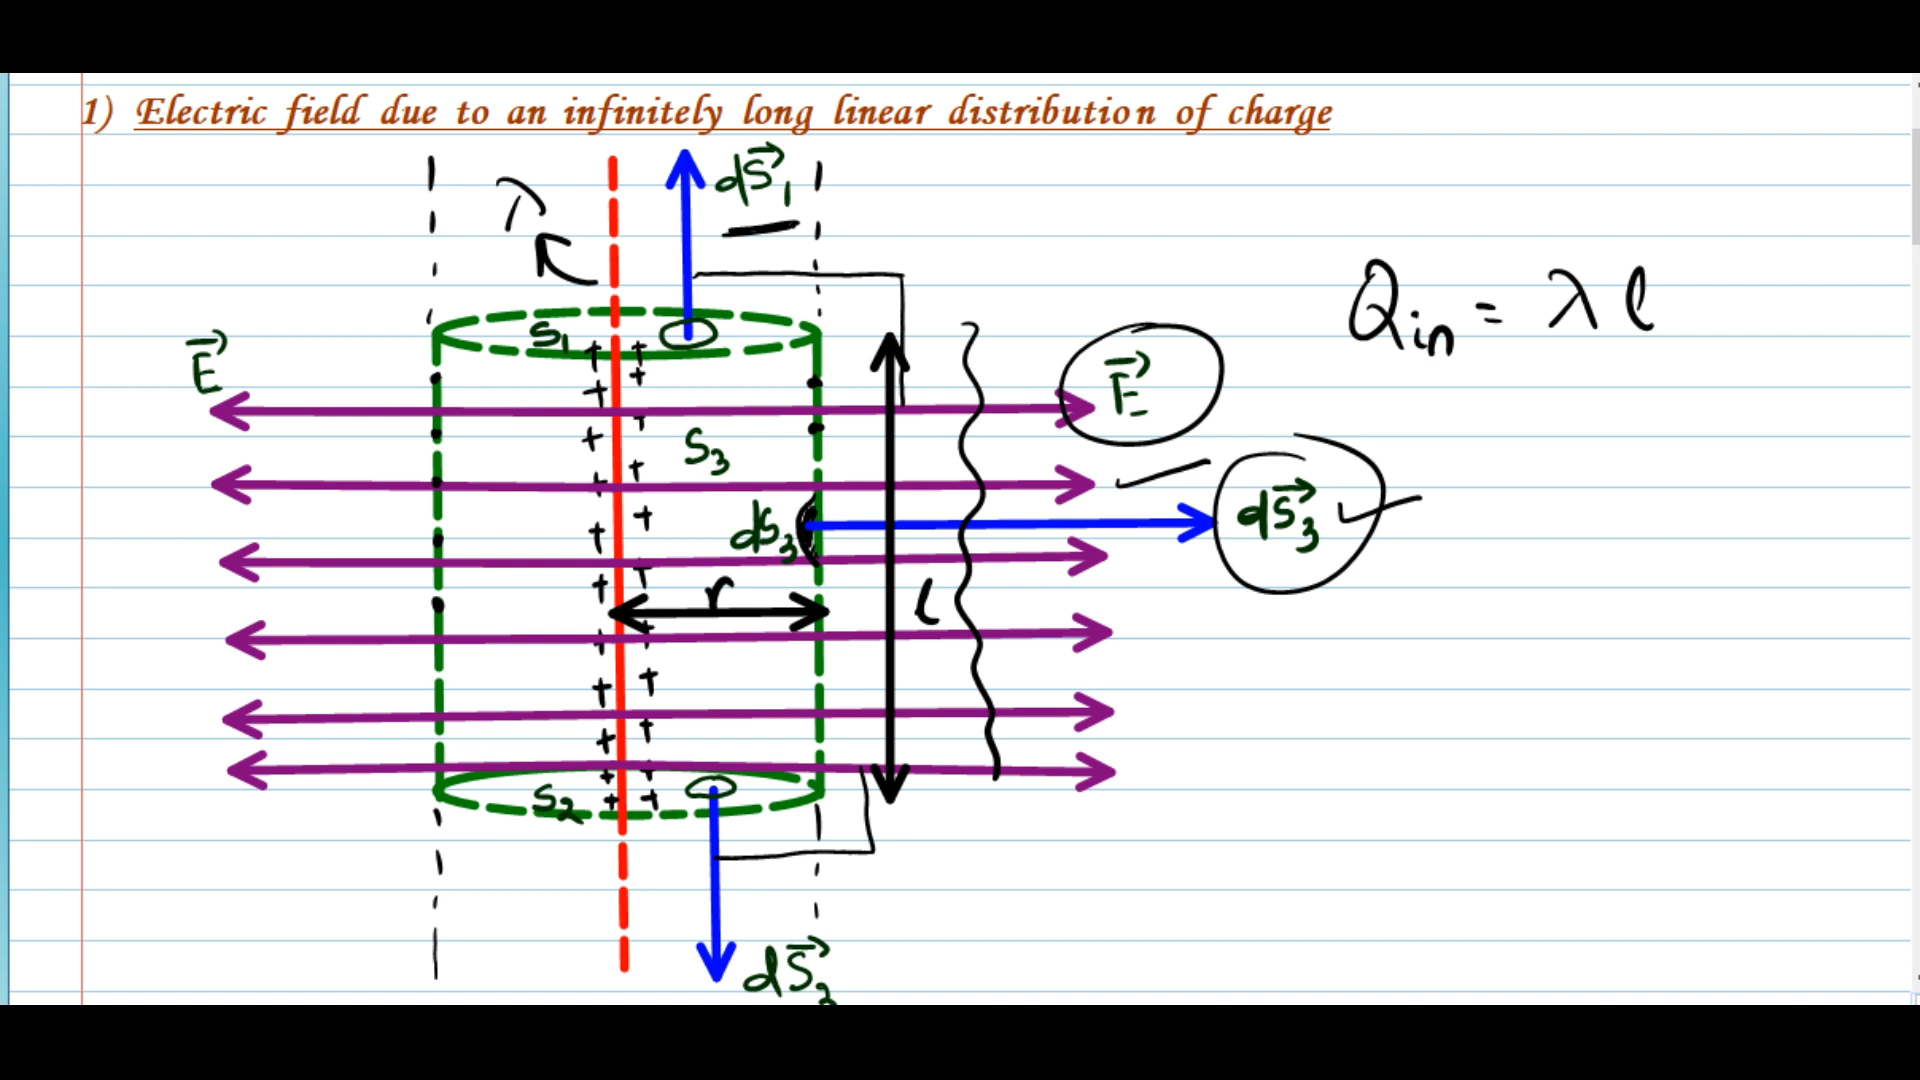 1) Electric field due to an infinitely long linear distribution of charge
λ
dS⃗₁
Q_in = λ l
S₁
E⃗
E⃗
S₃
dS₃
dS⃗₃
r
l
S₂
dS⃗₂